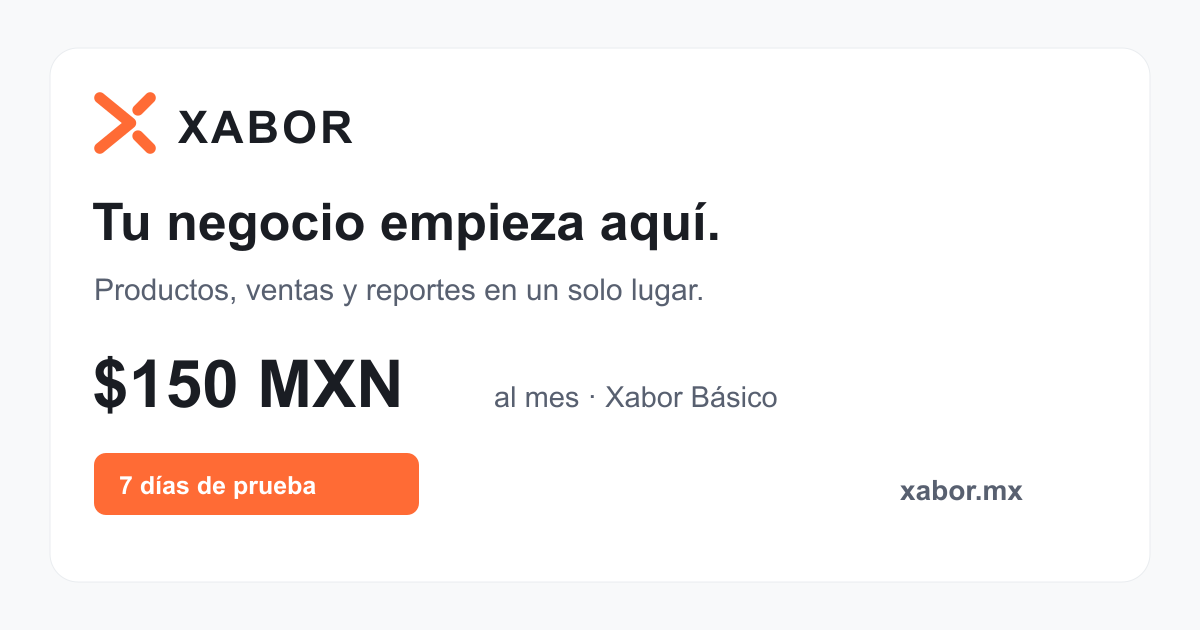 XABOR
Tu negocio empieza aquí.
Productos, ventas y reportes en un solo lugar.
$150 MXN al mes · Xabor Básico
7 días de prueba
xabor.mx